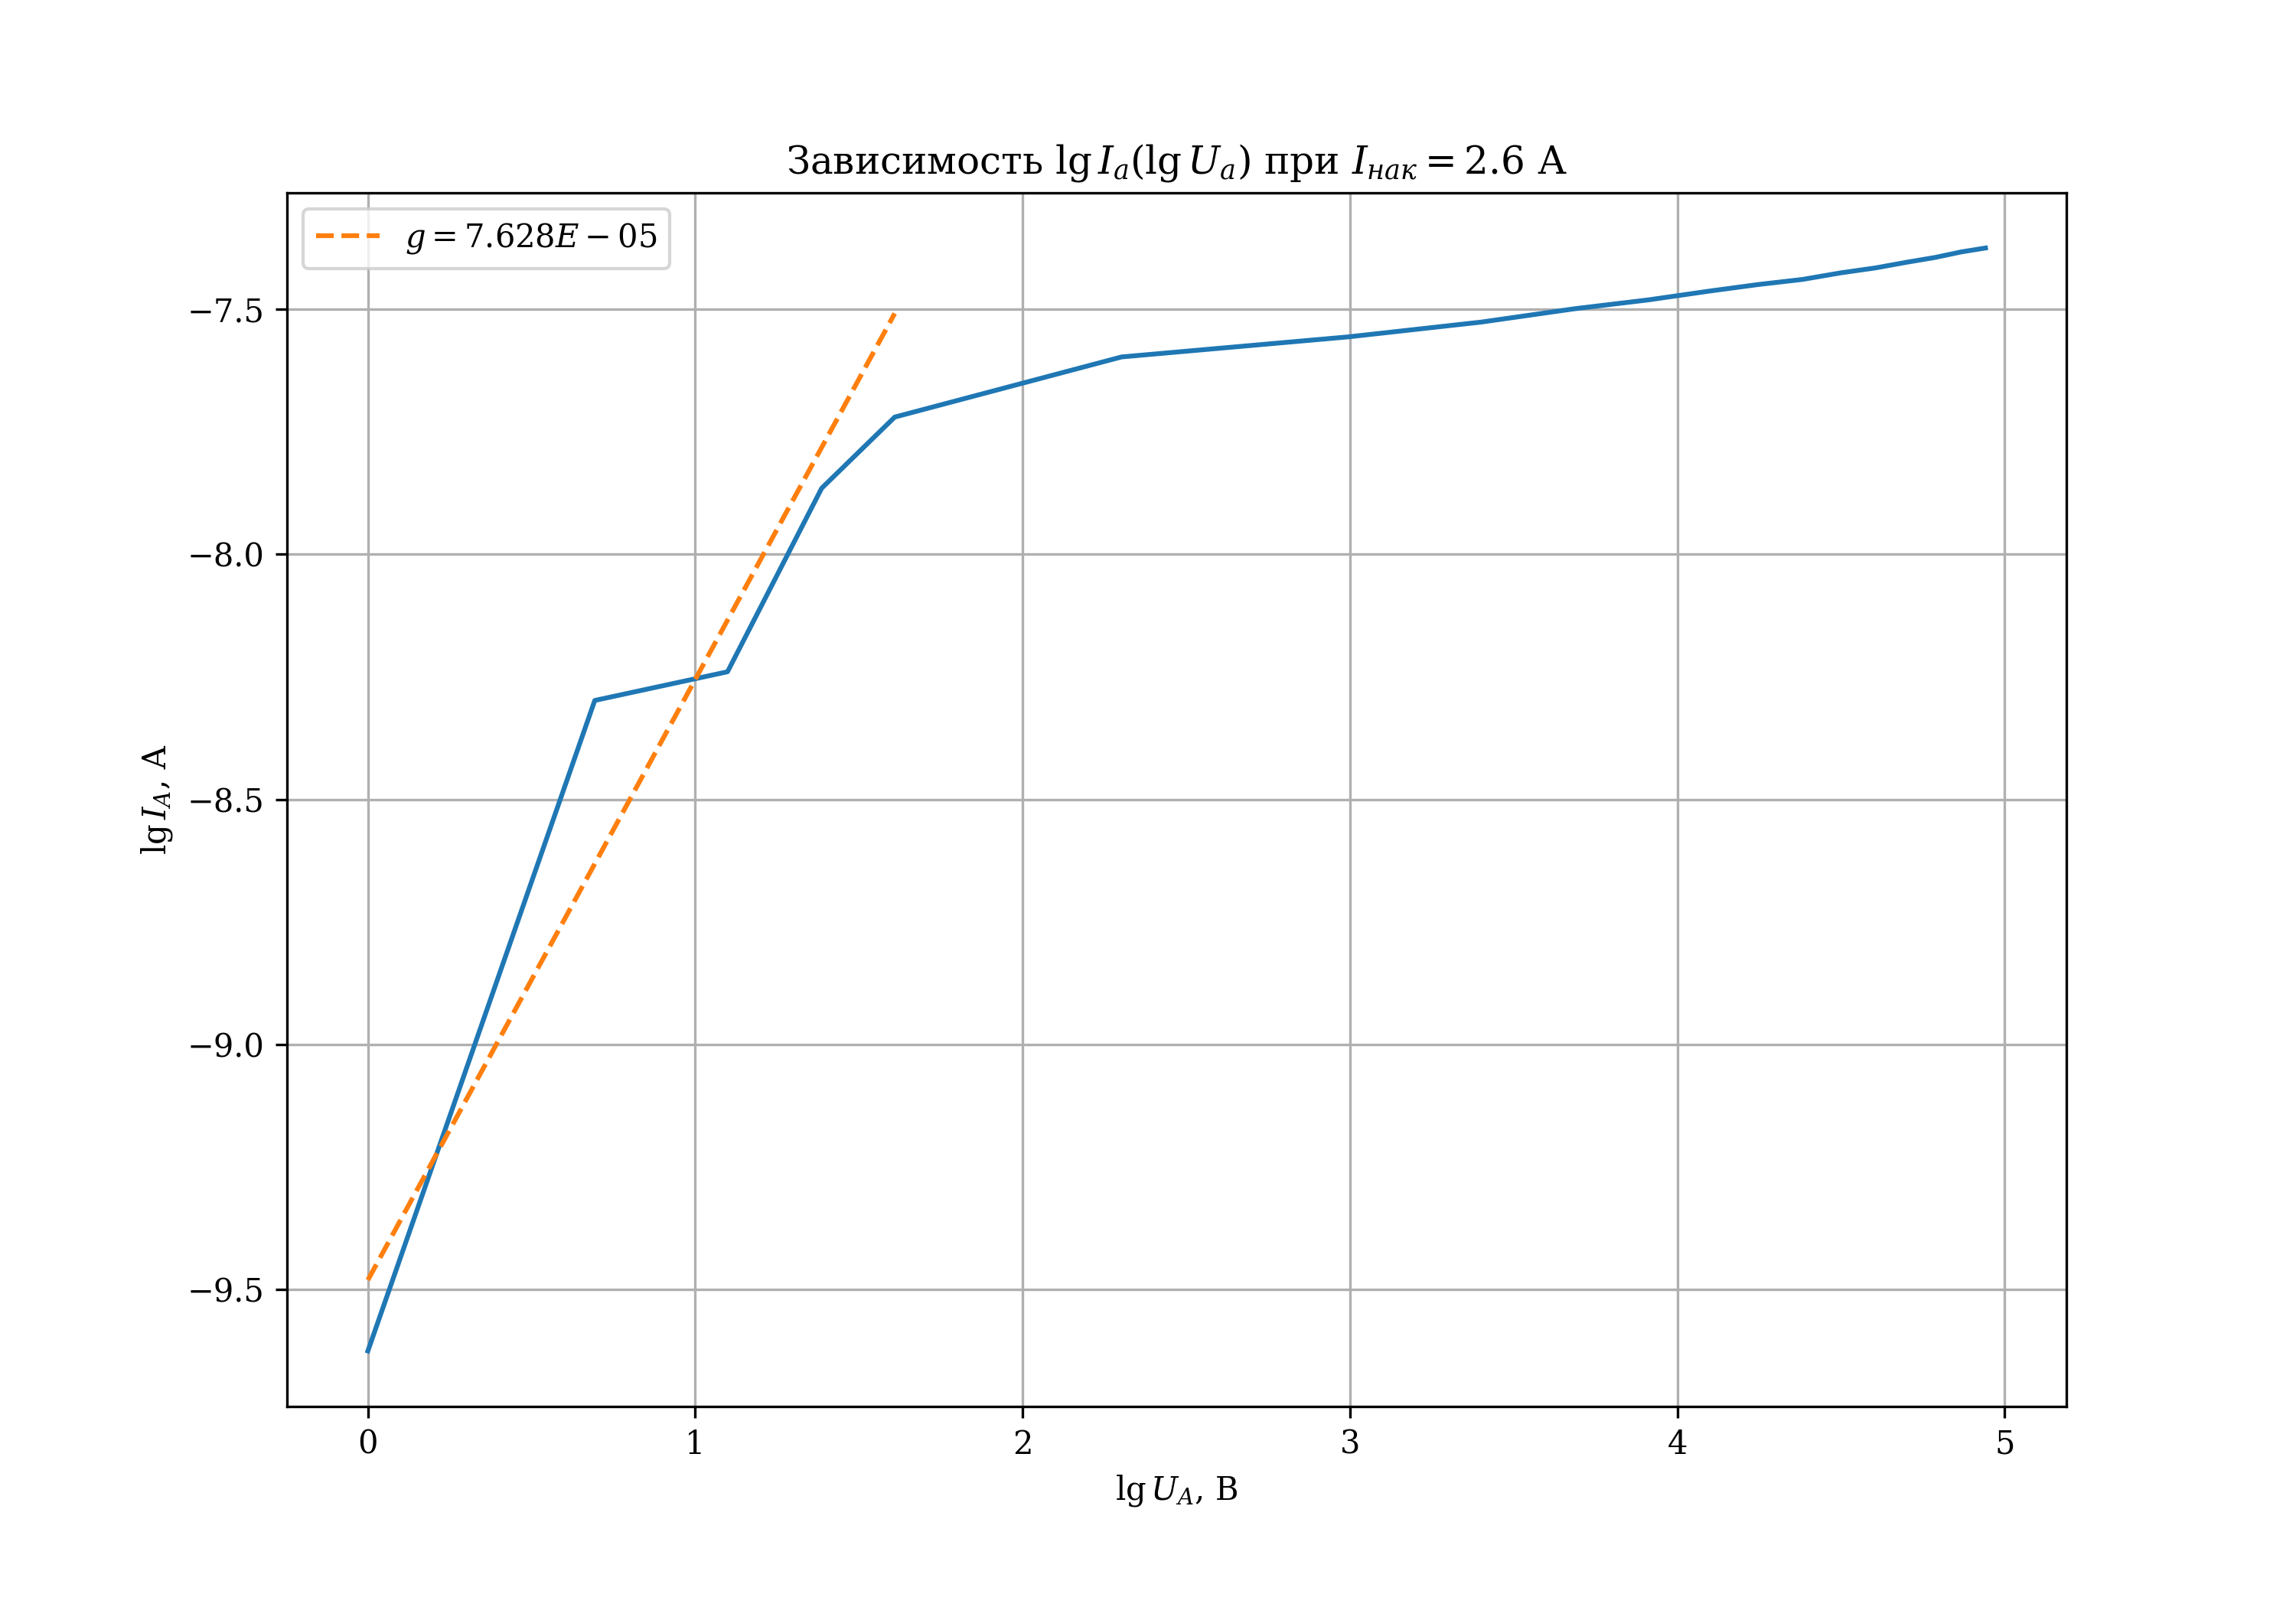 Зависимость lg I_a(lg U_a) при I_нак = 2.6 А
g = 7.628E − 05
−7.5
−8.0
−8.5
−9.0
−9.5
lg I_A, А
0 1 2 3 4 5
lg U_A, В